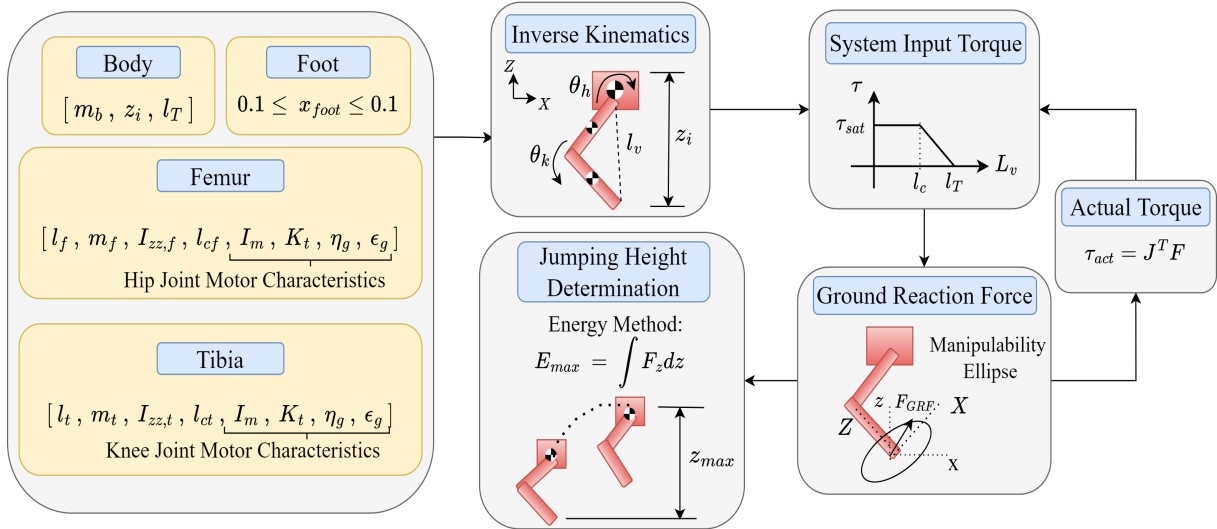 Body
[ m_b , z_i , l_T ]
Foot
0.1 ≤ x_foot ≤ 0.1
Femur
[ l_f , m_f , I_zz,f , l_cf , I_m , K_t , η_g , ϵ_g ]
Hip Joint Motor Characteristics
Tibia
[ l_t , m_t , I_zz,t , l_ct , I_m , K_t , η_g , ϵ_g ]
Knee Joint Motor Characteristics
Inverse Kinematics
Z
X
θ_h
θ_k
l_v
z_i
System Input Torque
τ
τ_sat
l_c
l_T
L_v
Actual Torque
τ_act = J^T F
Ground Reaction Force
Manipulability
Ellipse
z
F_GRF
X
Z
x
Jumping Height
Determination
Energy Method:
E_max = ∫ F_z dz
z_max